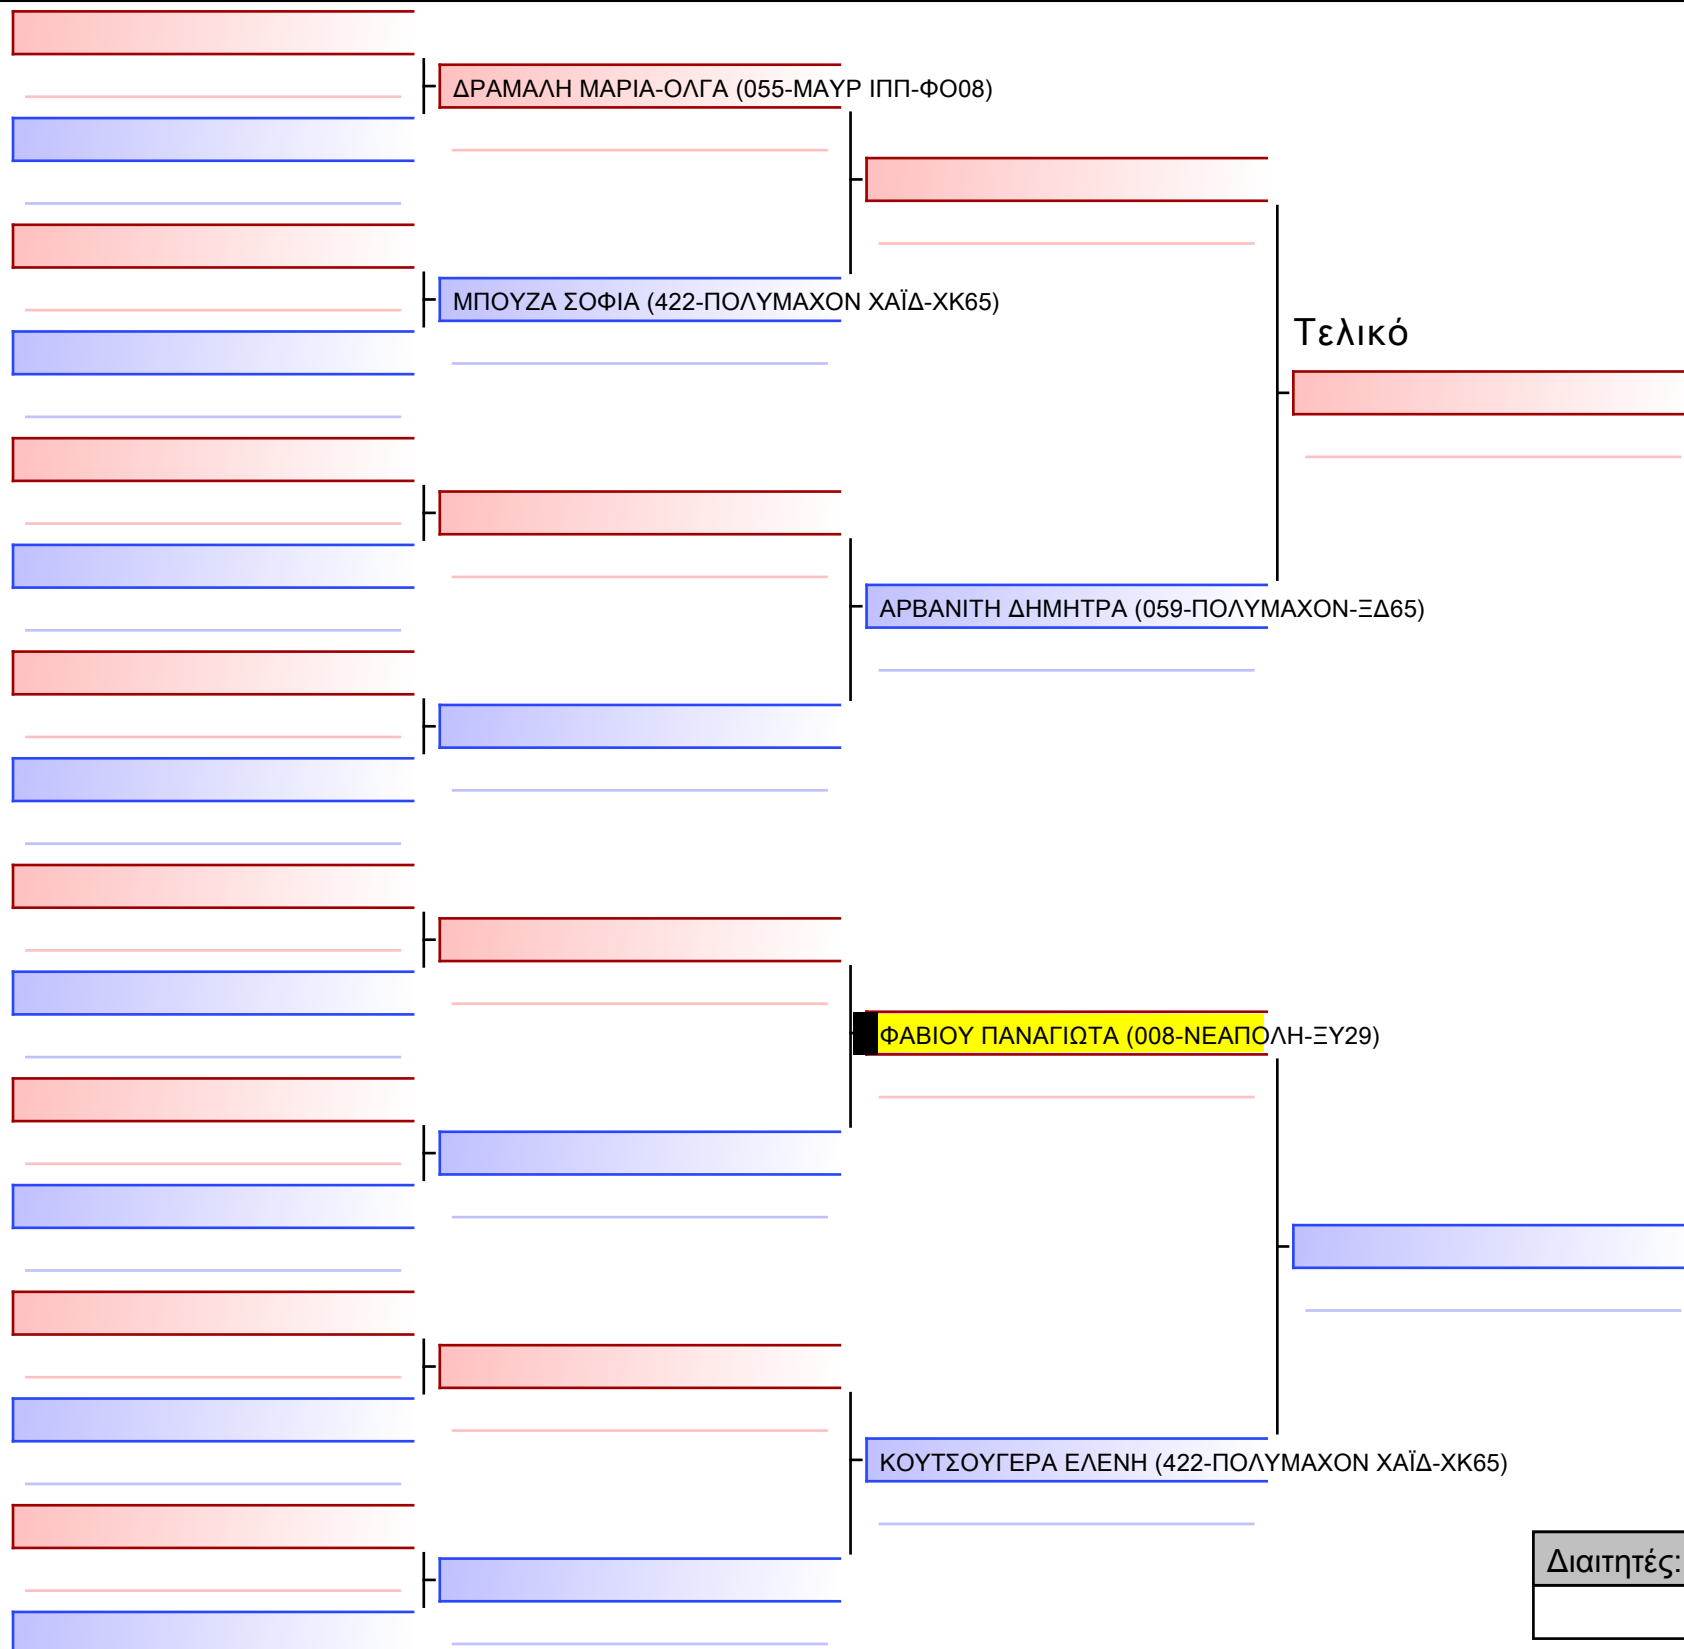 ΔΡΑΜΑΛΗ ΜΑΡΙΑ-ΟΛΓΑ (055-ΜΑΥΡ ΙΠΠ-ΦΟ08)
ΜΠΟΥΖΑ ΣΟΦΙΑ (422-ΠΟΛΥΜΑΧΟΝ ΧΑΪΔ-ΧΚ65)
Τελικό
ΑΡΒΑΝΙΤΗ ΔΗΜΗΤΡΑ (059-ΠΟΛΥΜΑΧΟΝ-ΞΔ65)
ΦΑΒΙΟΥ ΠΑΝΑΓΙΩΤΑ (008-ΝΕΑΠΟΛΗ-ΞΥ29)
ΚΟΥΤΣΟΥΓΕΡΑ ΕΛΕΝΗ (422-ΠΟΛΥΜΑΧΟΝ ΧΑΪΔ-ΧΚ65)
Διαιτητές: